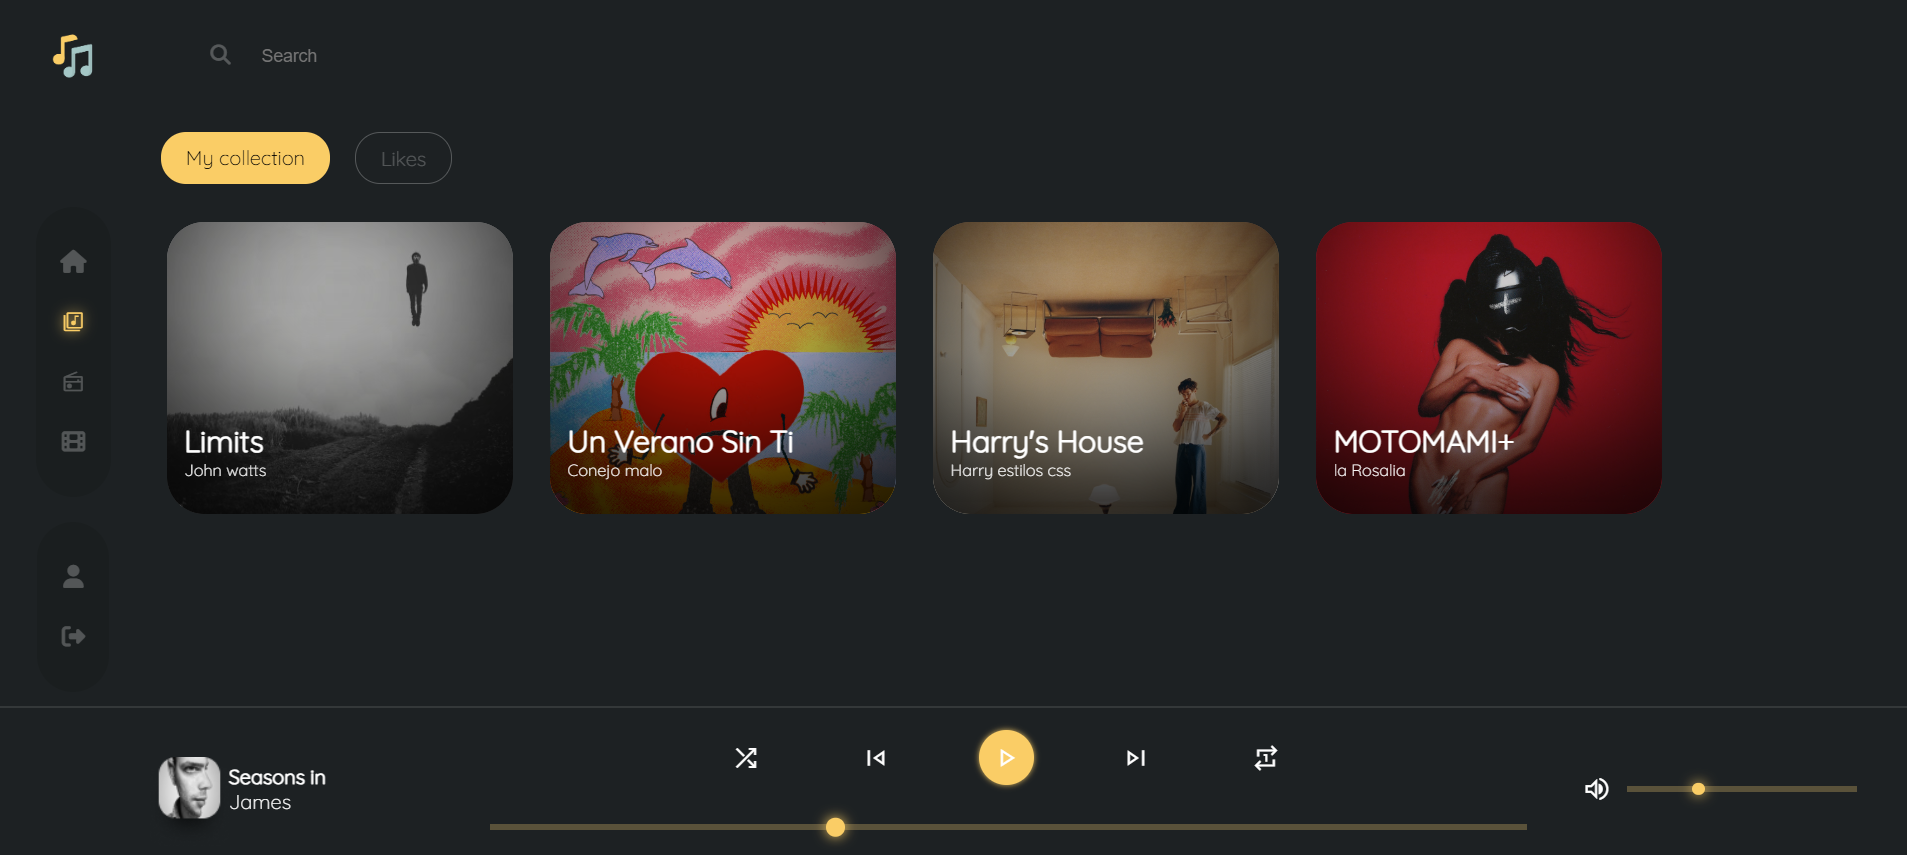 Search
My collection
Likes
Limits
John watts
Un Verano Sin Ti
Conejo malo
Harry's House
Harry estilos css
MOTOMAMI+
la Rosalia
Seasons in
James
1